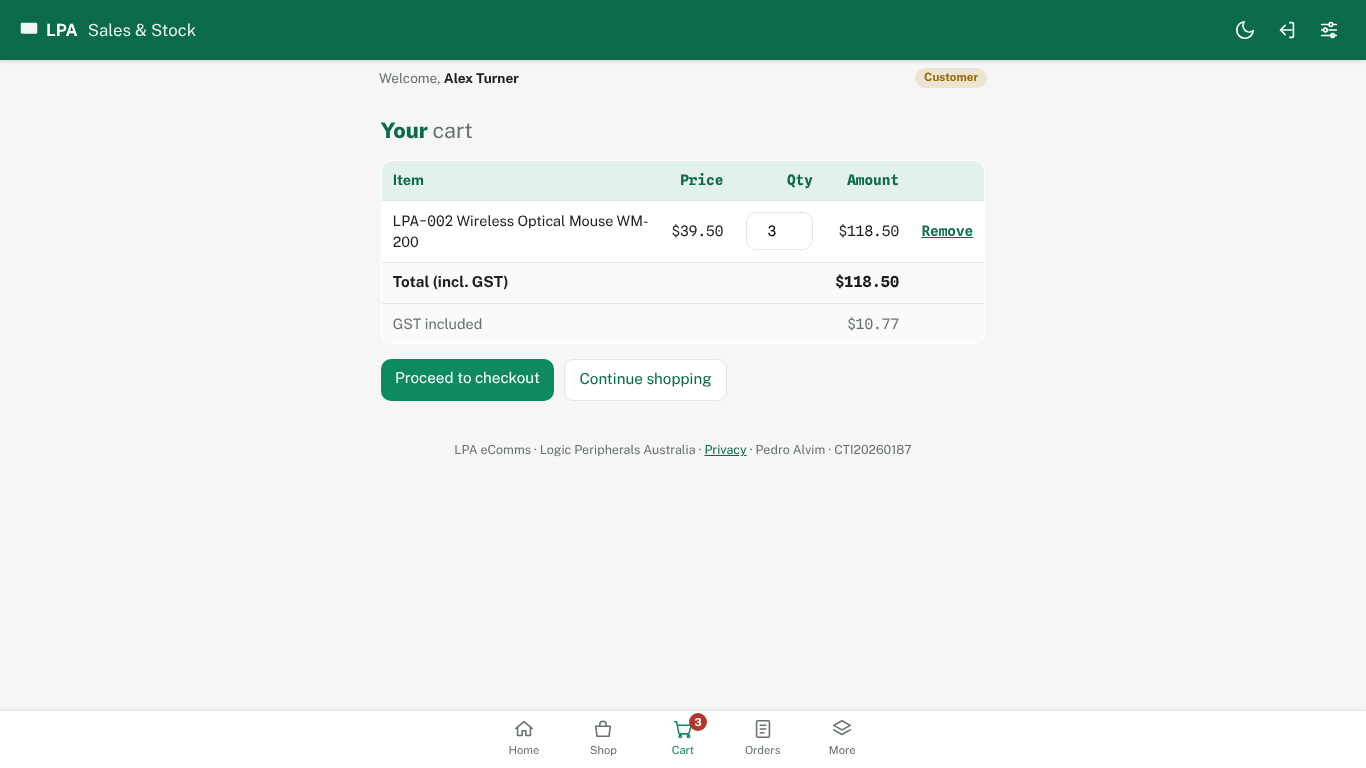 LPA Sales & Stock
Welcome, Alex Turner
Customer
Your cart
Item Price Qty Amount
LPA-002 Wireless Optical Mouse WM-
200 $39.50 3 $118.50 Remove
Total (incl. GST) $118.50
GST included $10.77
Proceed to checkout Continue shopping
LPA eComms · Logic Peripherals Australia · Privacy · Pedro Alvim · CTI20260187
3
Home Shop Cart Orders More